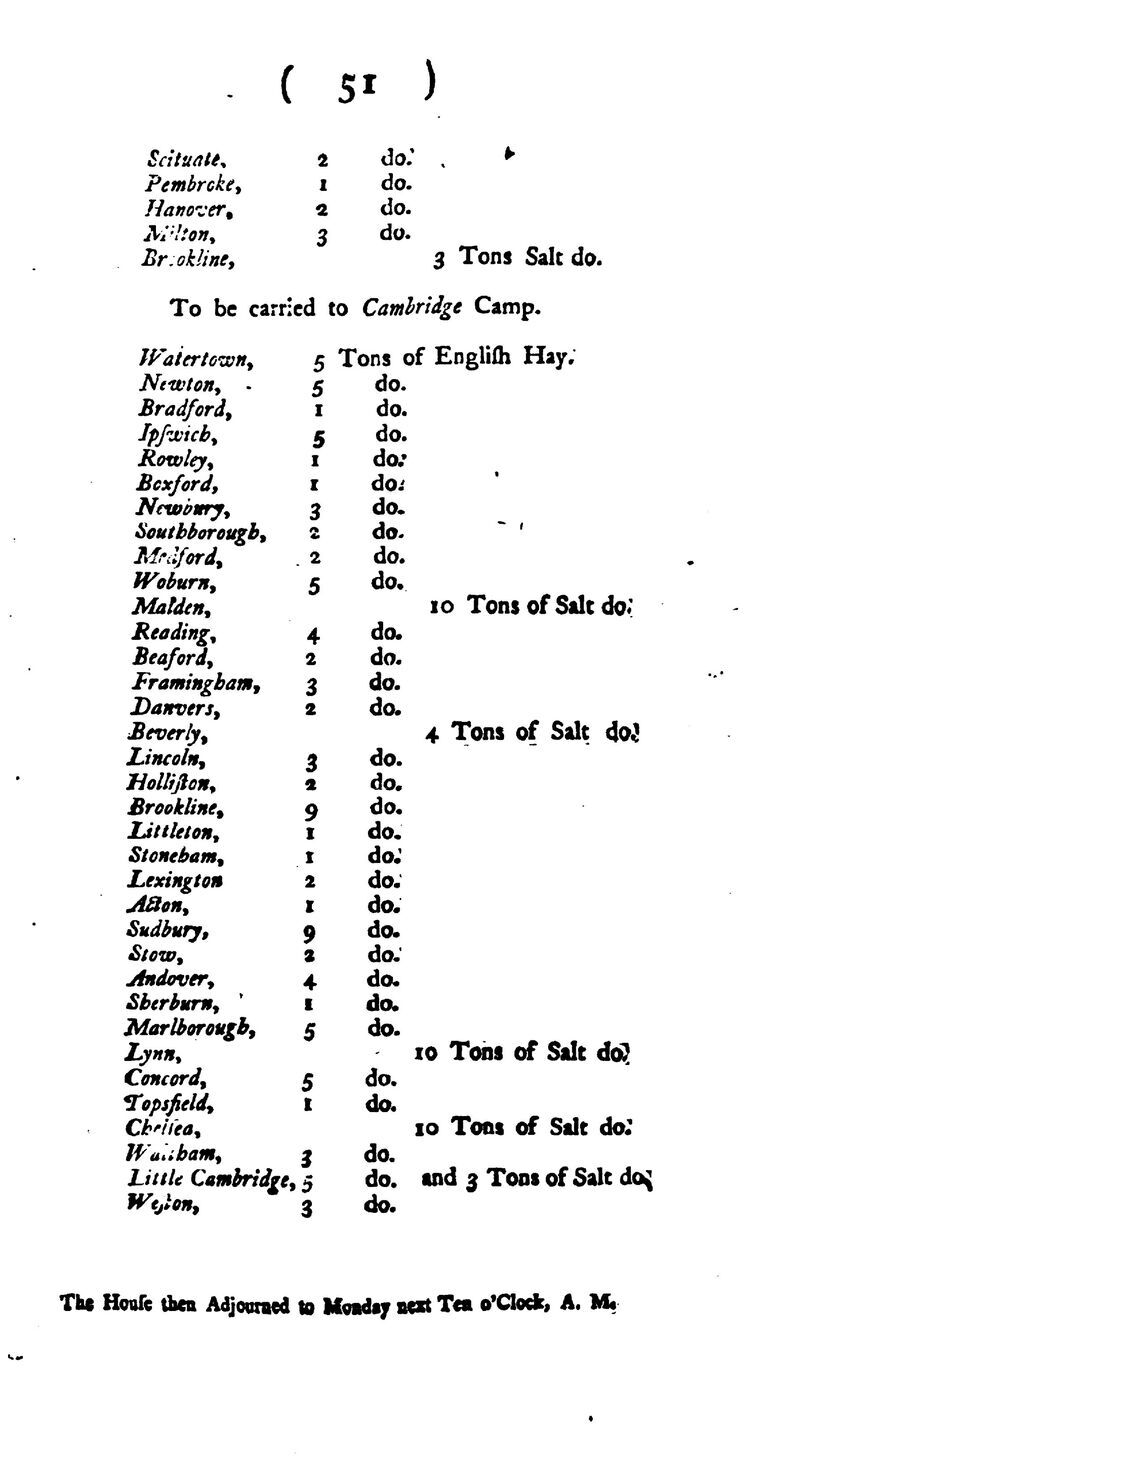 ( 51 )
Scituate, 2 do.
Pembroke, 1 do.
Hanover, 2 do.
Milton, 3 do.
Brookline, 3 Tons Salt do.
To be carried to Cambridge Camp.
Watertown, 5 Tons of Engliſh Hay.
Newton, 5 do.
Bradford, 1 do.
Ipſwich, 5 do.
Rowley, 1 do.
Boxford, 1 do.
Newbury, 3 do.
Southborough, 2 do.
Medford, 2 do.
Woburn, 5 do.
Malden, 10 Tons of Salt do.
Reading, 4 do.
Beaford, 2 do.
Framingham, 3 do.
Danvers, 2 do.
Beverly, 4 Tons of Salt do.
Lincoln, 3 do.
Holliſton, 2 do.
Brookline, 9 do.
Littleton, 1 do.
Stoneham, 1 do.
Lexington 2 do.
Acton, 1 do.
Sudbury, 9 do.
Stow, 2 do.
Andover, 4 do.
Sherburn, 1 do.
Marlborough, 5 do.
Lynn, 10 Tons of Salt do.
Concord, 5 do.
Topsfield, 1 do.
Chelſea, 10 Tons of Salt do.
Waltham, 3 do.
Little Cambridge, 5 do. and 3 Tons of Salt do.
Weſton, 3 do.
The Houſe then Adjourned to Monday next Ten o'Clock, A. M.